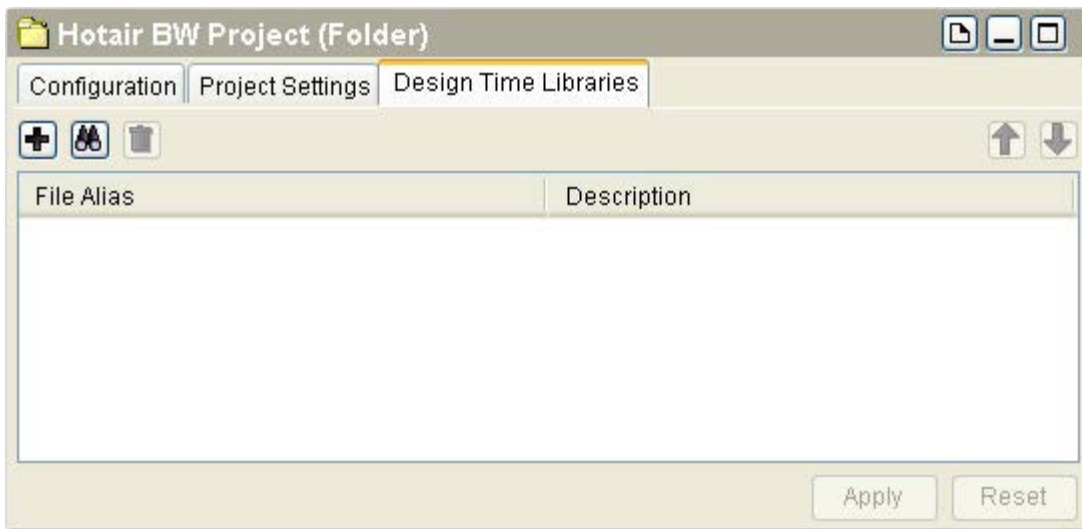 Hotair BW Project (Folder)
Configuration Project Settings Design Time Libraries
File Alias Description
Apply Reset